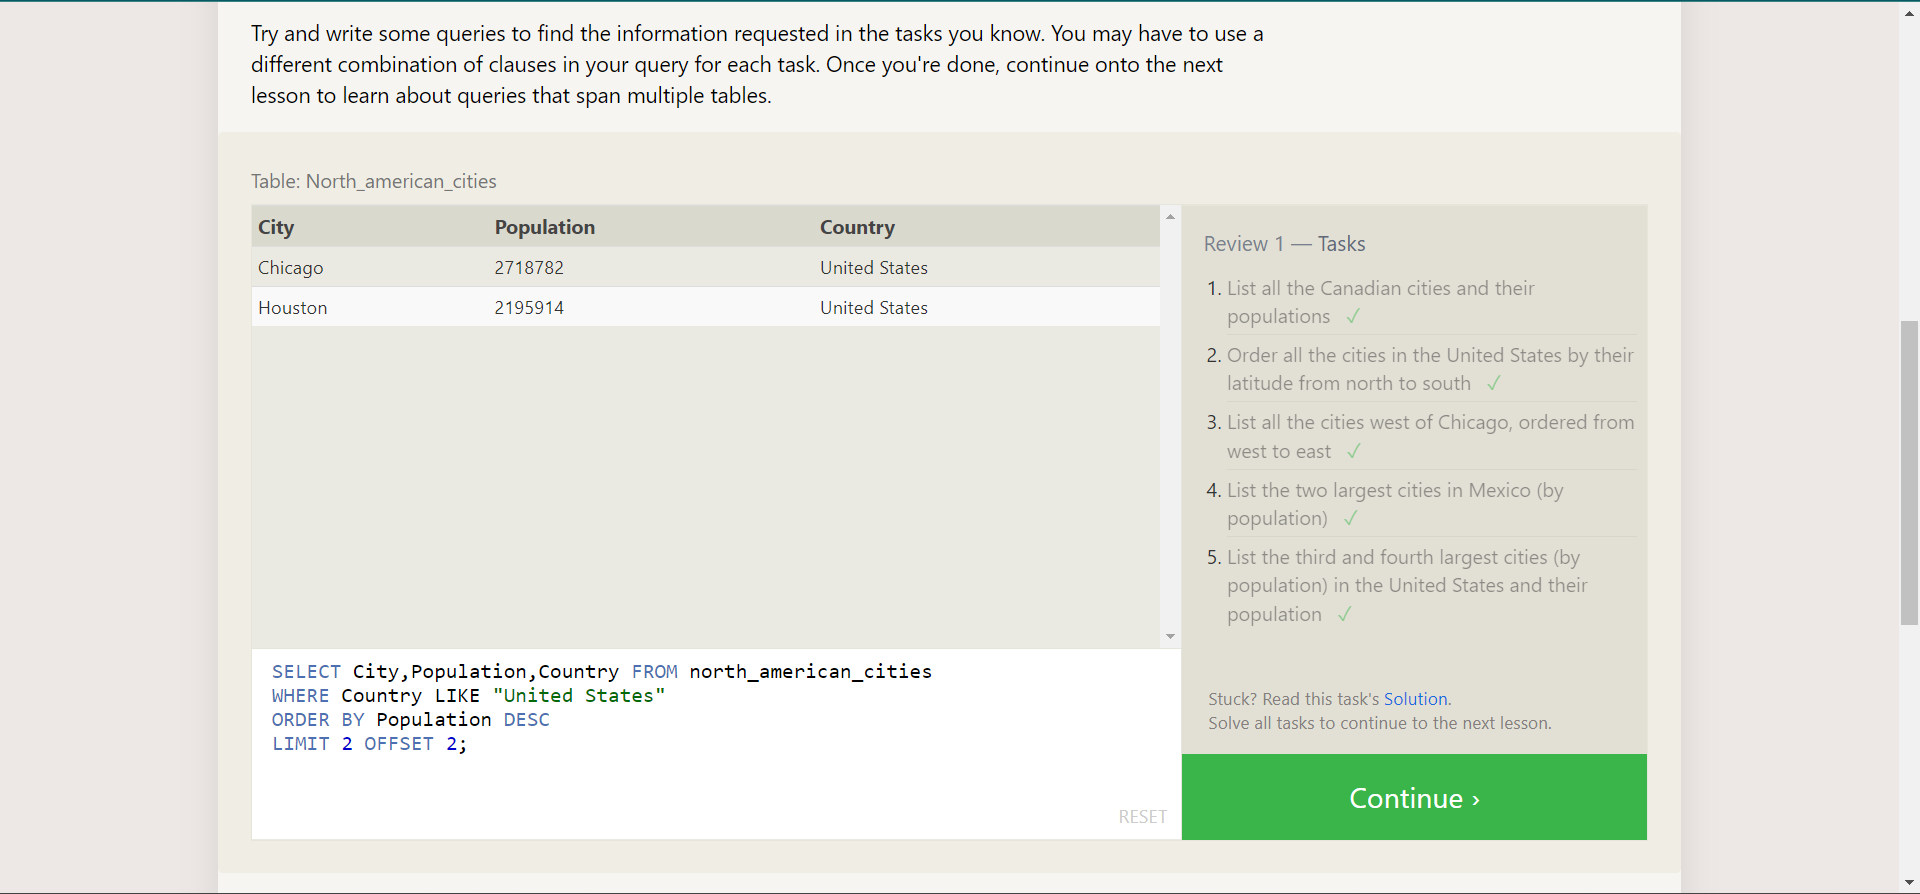 Try and write some queries to find the information requested in the tasks you know. You may have to use a
different combination of clauses in your query for each task. Once you're done, continue onto the next
lesson to learn about queries that span multiple tables.
Table: North_american_cities
City Population Country
Chicago 2718782 United States
Houston 2195914 United States
SELECT City,Population,Country FROM north_american_cities
WHERE Country LIKE "United States"
ORDER BY Population DESC
LIMIT 2 OFFSET 2;
RESET
Review 1 — Tasks
1. List all the Canadian cities and their
populations ✓
2. Order all the cities in the United States by their
latitude from north to south ✓
3. List all the cities west of Chicago, ordered from
west to east ✓
4. List the two largest cities in Mexico (by
population) ✓
5. List the third and fourth largest cities (by
population) in the United States and their
population ✓
Stuck? Read this task's Solution.
Solve all tasks to continue to the next lesson.
Continue ›